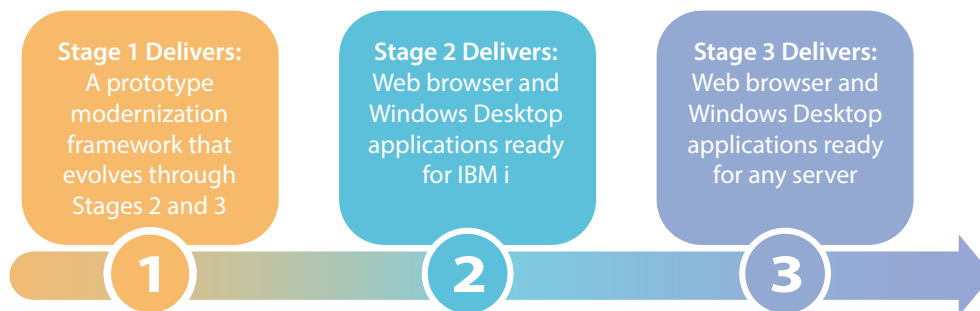 Stage 1 Delivers:
A prototype
modernization
framework that
evolves through
Stages 2 and 3
Stage 2 Delivers:
Web browser and
Windows Desktop
applications ready
for IBM i
Stage 3 Delivers:
Web browser and
Windows Desktop
applications ready
for any server
1
2
3